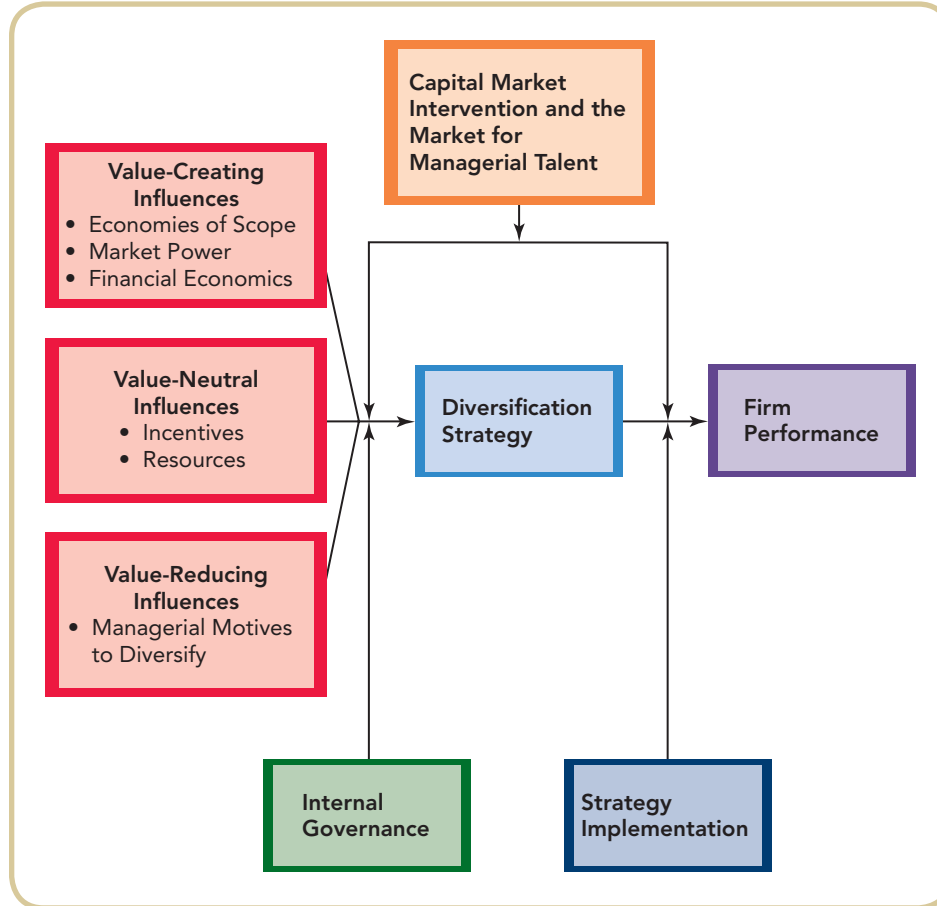 Capital Market
Intervention and the
Market for
Managerial Talent
Value-Creating
Influences
• Economies of Scope
• Market Power
• Financial Economics
Value-Neutral
Influences
• Incentives
• Resources
Value-Reducing
Influences
• Managerial Motives
to Diversify
Diversification
Strategy
Firm
Performance
Internal
Governance
Strategy
Implementation